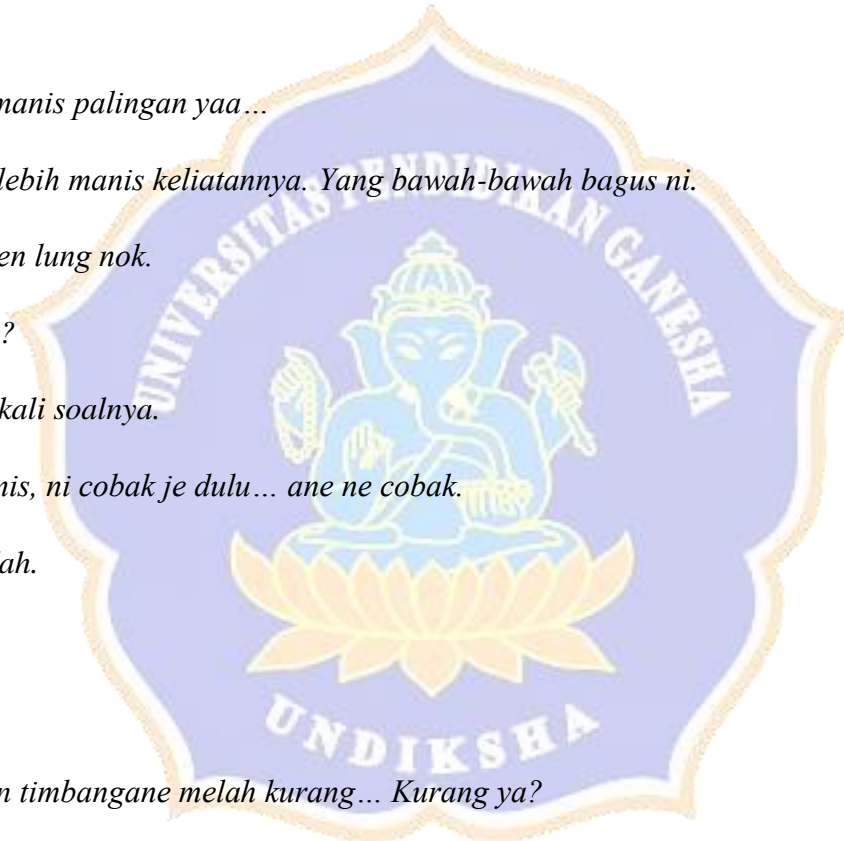 manis palingan yaa…
lebih manis keliatannya. Yang bawah-bawah bagus ni.
en lung nok.
?
kali soalnya.
nis, ni cobak je dulu… ane ne cobak.
lah.
timbangane melah kurang… Kurang ya?
UNIVERSITAS PENDIDIKAN GANESHA
UNDIKSHA